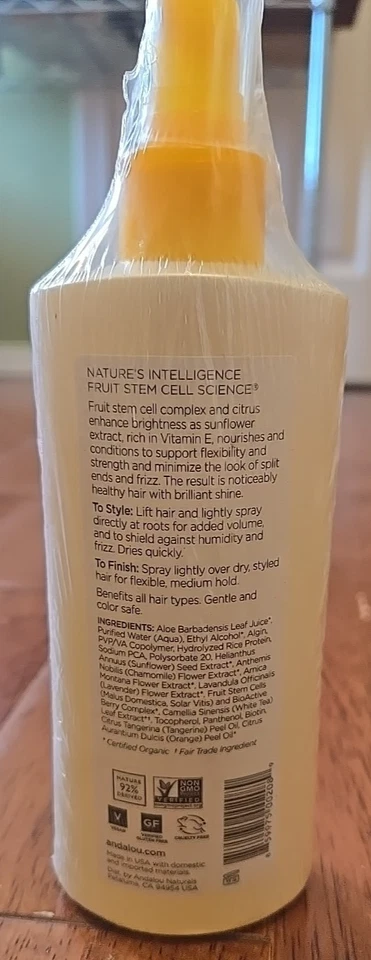 NATURE'S INTELLIGENCE
FRUIT STEM CELL SCIENCE®
Fruit stem cell complex and citrus
enhance brightness as sunflower
extract, rich in Vitamin E, nourishes and
conditions to support flexibility and
strength and minimize the look of split
ends and frizz. The result is noticeably
healthy hair with brilliant shine.
To Style: Lift hair and lightly spray
directly at roots for added volume,
and to shield against humidity and
frizz. Dries quickly.
To Finish: Spray lightly over dry, styled
hair for flexible, medium hold.
Benefits all hair types. Gentle and
color safe.
INGREDIENTS: Aloe Barbadensis Leaf Juice*,
Purified Water (Aqua), Ethyl Alcohol*, Algin,
PVP/VA Copolymer, Hydrolyzed Rice Protein,
Sodium PCA, Polysorbate 20, Helianthus
Annuus (Sunflower) Seed Extract*, Anthemis
Nobilis (Chamomile) Flower Extract*, Arnica
Montana Flower Extract*, Lavandula Officinalis
(Lavender) Flower Extract*, Fruit Stem Cells
(Malus Domestica, Solar Vitis) and BioActive
Berry Complex*, Camellia Sinensis (White Tea)
Leaf Extract*†, Tocopherol, Panthenol, Biotin,
Citrus Tangerina (Tangerine) Peel Oil, Citrus
Aurantium Dulcis (Orange) Peel Oil*
* Certified Organic † Fair Trade Ingredient
NATURE
92%
DERIVED
NON
GMO
VERIFIED
V
VEGAN
GF
VERIFIED
GLUTEN FREE
CRUELTY FREE
andalou.com
Made in USA with domestic
and imported materials.
Dist. by Andalou Naturals
Petaluma, CA 94954 USA